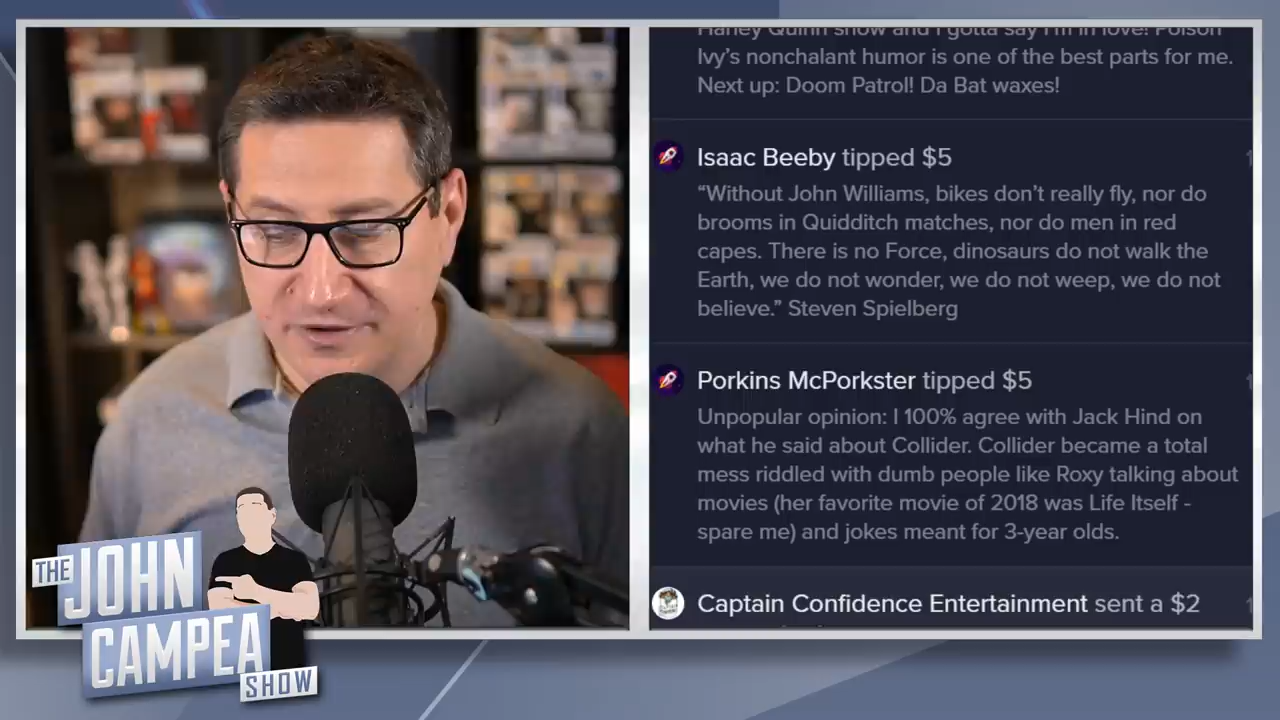 Harley Quinn show and I gotta say I'm in love! Poison
Ivy's nonchalant humor is one of the best parts for me.
Next up: Doom Patrol! Da Bat waxes!
Isaac Beeby tipped $5
“Without John Williams, bikes don’t really fly, nor do
brooms in Quidditch matches, nor do men in red
capes. There is no Force, dinosaurs do not walk the
Earth, we do not wonder, we do not weep, we do not
believe.” Steven Spielberg
Porkins McPorkster tipped $5
Unpopular opinion: I 100% agree with Jack Hind on
what he said about Collider. Collider became a total
mess riddled with dumb people like Roxy talking about
movies (her favorite movie of 2018 was Life Itself -
spare me) and jokes meant for 3-year olds.
Captain Confidence Entertainment sent a $2
THE
JOHN
CAMPEA
SHOW